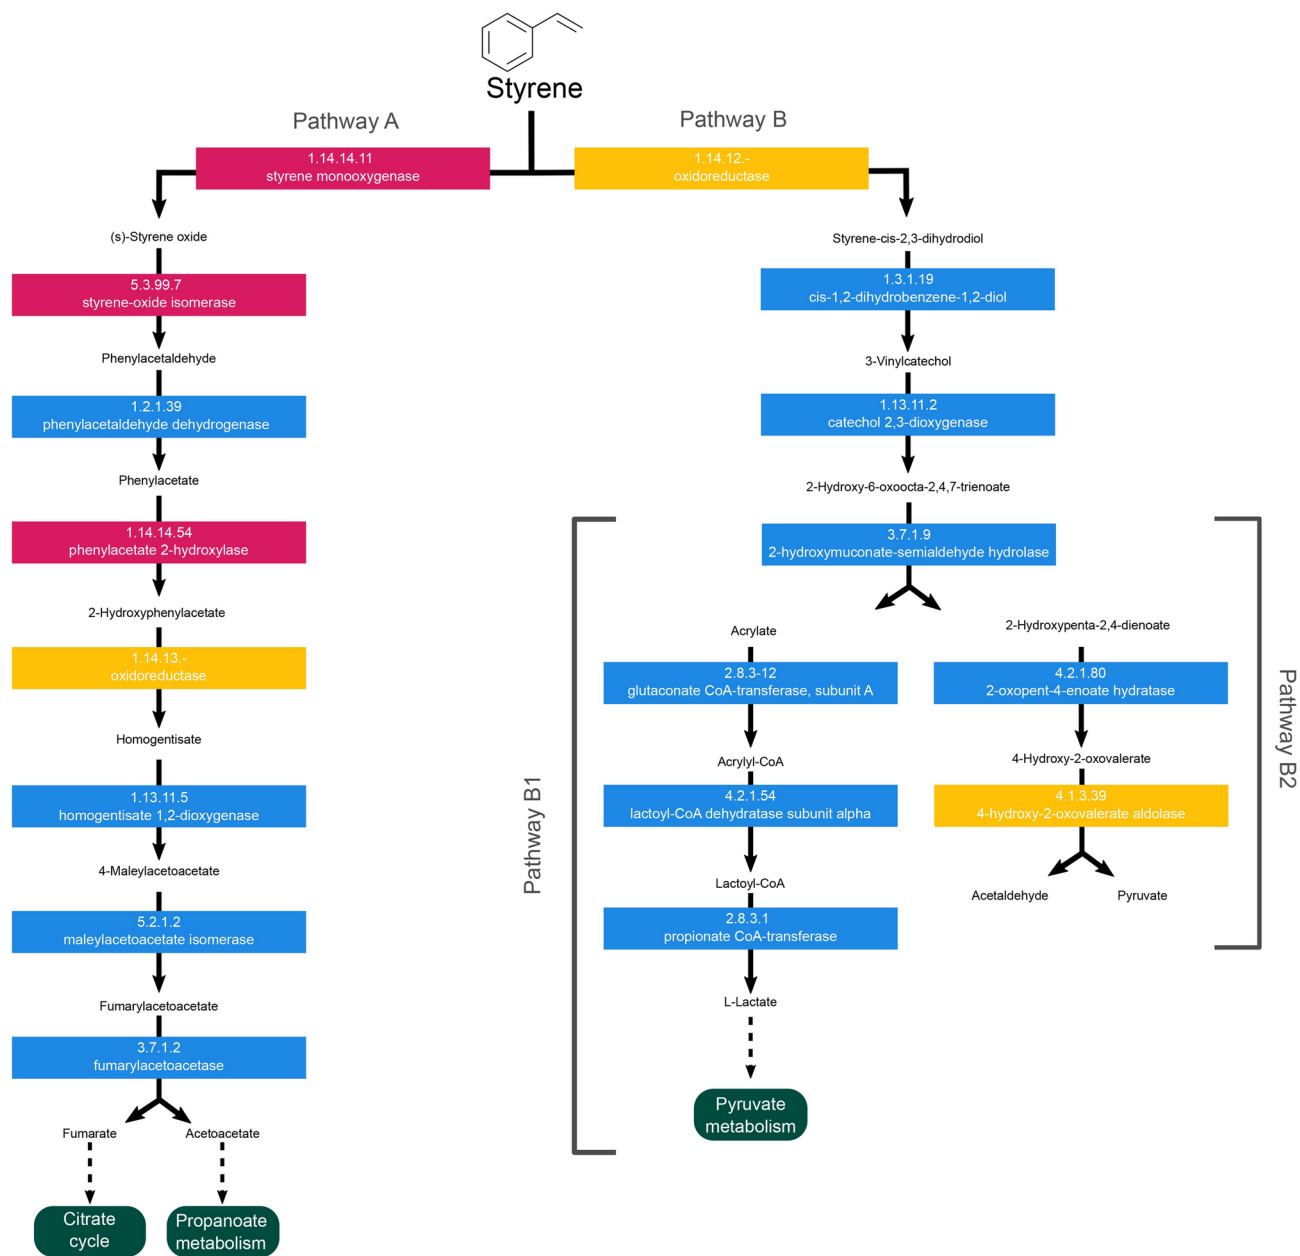 Styrene
Pathway A
Pathway B
1.14.14.11
styrene monooxygenase
1.14.12.-
oxidoreductase
(s)-Styrene oxide
5.3.99.7
styrene-oxide isomerase
Phenylacetaldehyde
1.2.1.39
phenylacetaldehyde dehydrogenase
Phenylacetate
1.14.14.54
phenylacetate 2-hydroxylase
2-Hydroxyphenylacetate
1.14.13.-
oxidoreductase
Homogentisate
1.13.11.5
homogentisate 1,2-dioxygenase
4-Maleylacetoacetate
5.2.1.2
maleylacetoacetate isomerase
Fumarylacetoacetate
3.7.1.2
fumarylacetoacetase
Fumarate
Acetoacetate
Citrate
cycle
Propanoate
metabolism
Styrene-cis-2,3-dihydrodiol
1.3.1.19
cis-1,2-dihydrobenzene-1,2-diol
3-Vinylcatechol
1.13.11.2
catechol 2,3-dioxygenase
2-Hydroxy-6-oxoocta-2,4,7-trienoate
3.7.1.9
2-hydroxymuconate-semialdehyde hydrolase
Pathway B1
Acrylate
2.8.3-12
glutaconate CoA-transferase, subunit A
Acrylyl-CoA
4.2.1.54
lactoyl-CoA dehydratase subunit alpha
Lactoyl-CoA
2.8.3.1
propionate CoA-transferase
L-Lactate
Pyruvate
metabolism
2-Hydroxypenta-2,4-dienoate
4.2.1.80
2-oxopent-4-enoate hydratase
4-Hydroxy-2-oxovalerate
4.1.3.39
4-hydroxy-2-oxovalerate aldolase
Acetaldehyde
Pyruvate
Pathway B2